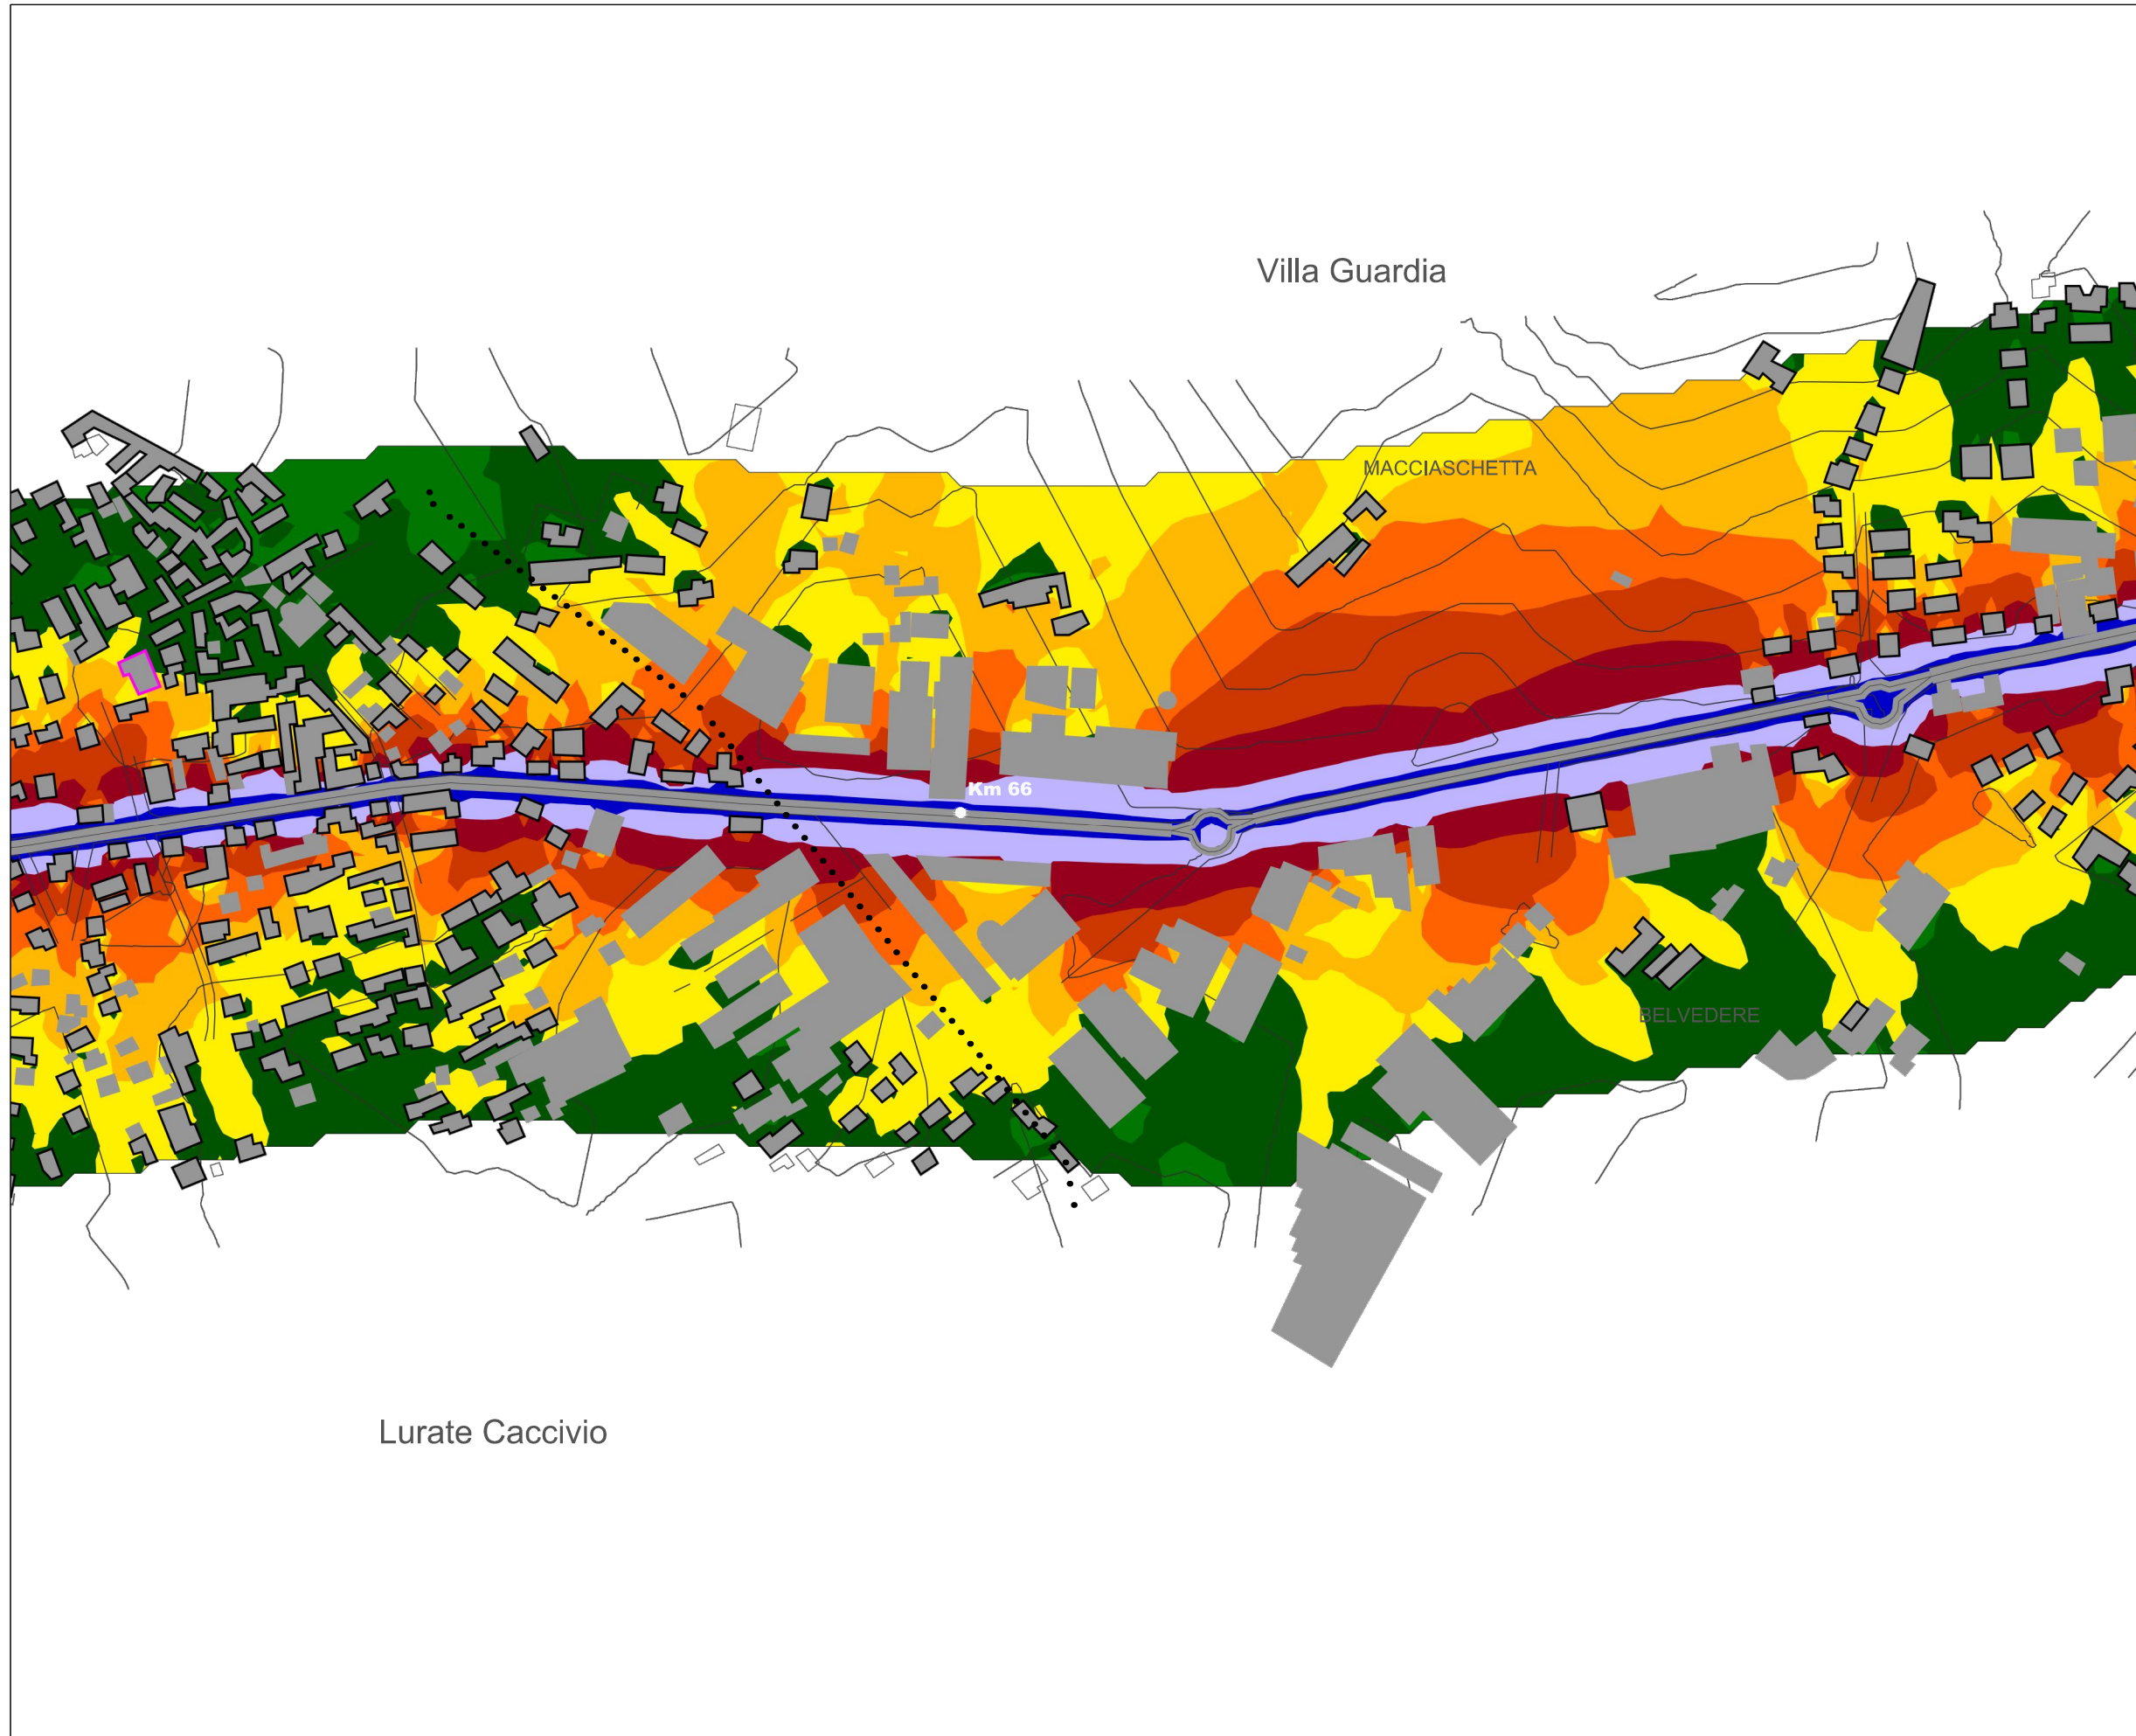 Villa Guardia
MACCIASCHETTA
Km 66
BELVEDERE
Lurate Caccivio